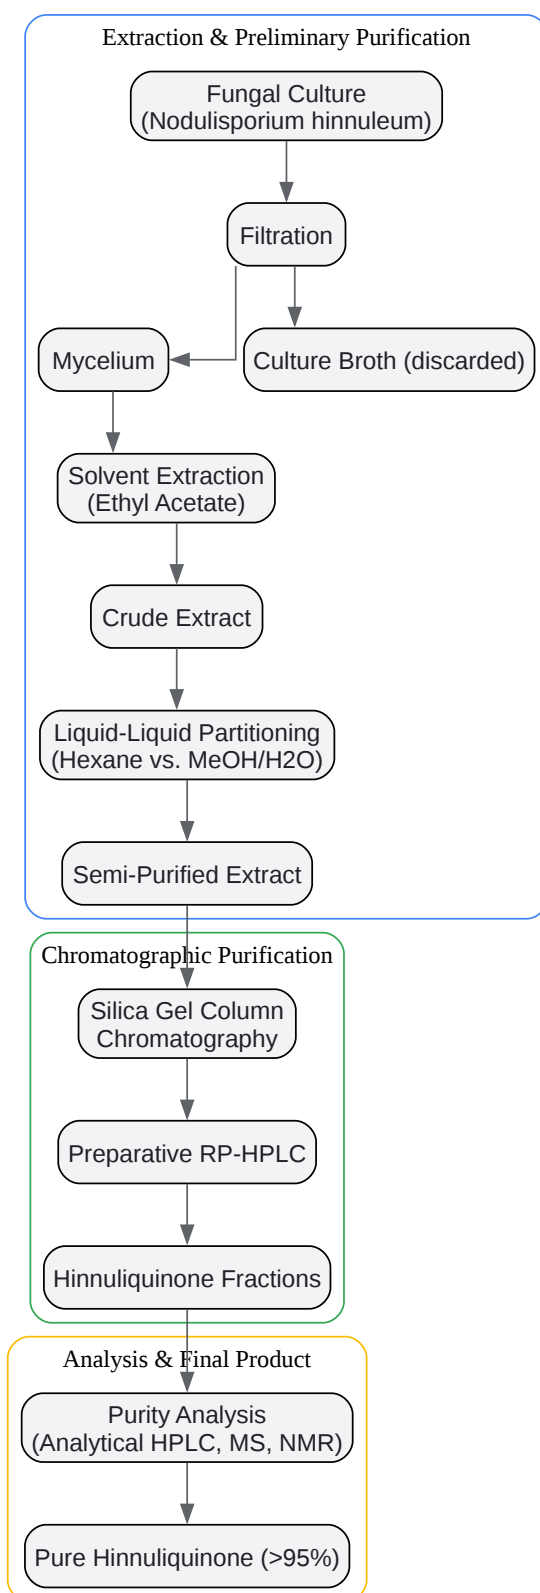 Extraction & Preliminary Purification
Fungal Culture
(Nodulisporium hinnuleum)
Filtration
Mycelium
Culture Broth (discarded)
Solvent Extraction
(Ethyl Acetate)
Crude Extract
Liquid-Liquid Partitioning
(Hexane vs. MeOH/H2O)
Semi-Purified Extract
Chromatographic Purification
Silica Gel Column
Chromatography
Preparative RP-HPLC
Hinnuliquinone Fractions
Analysis & Final Product
Purity Analysis
(Analytical HPLC, MS, NMR)
Pure Hinnuliquinone (>95%)